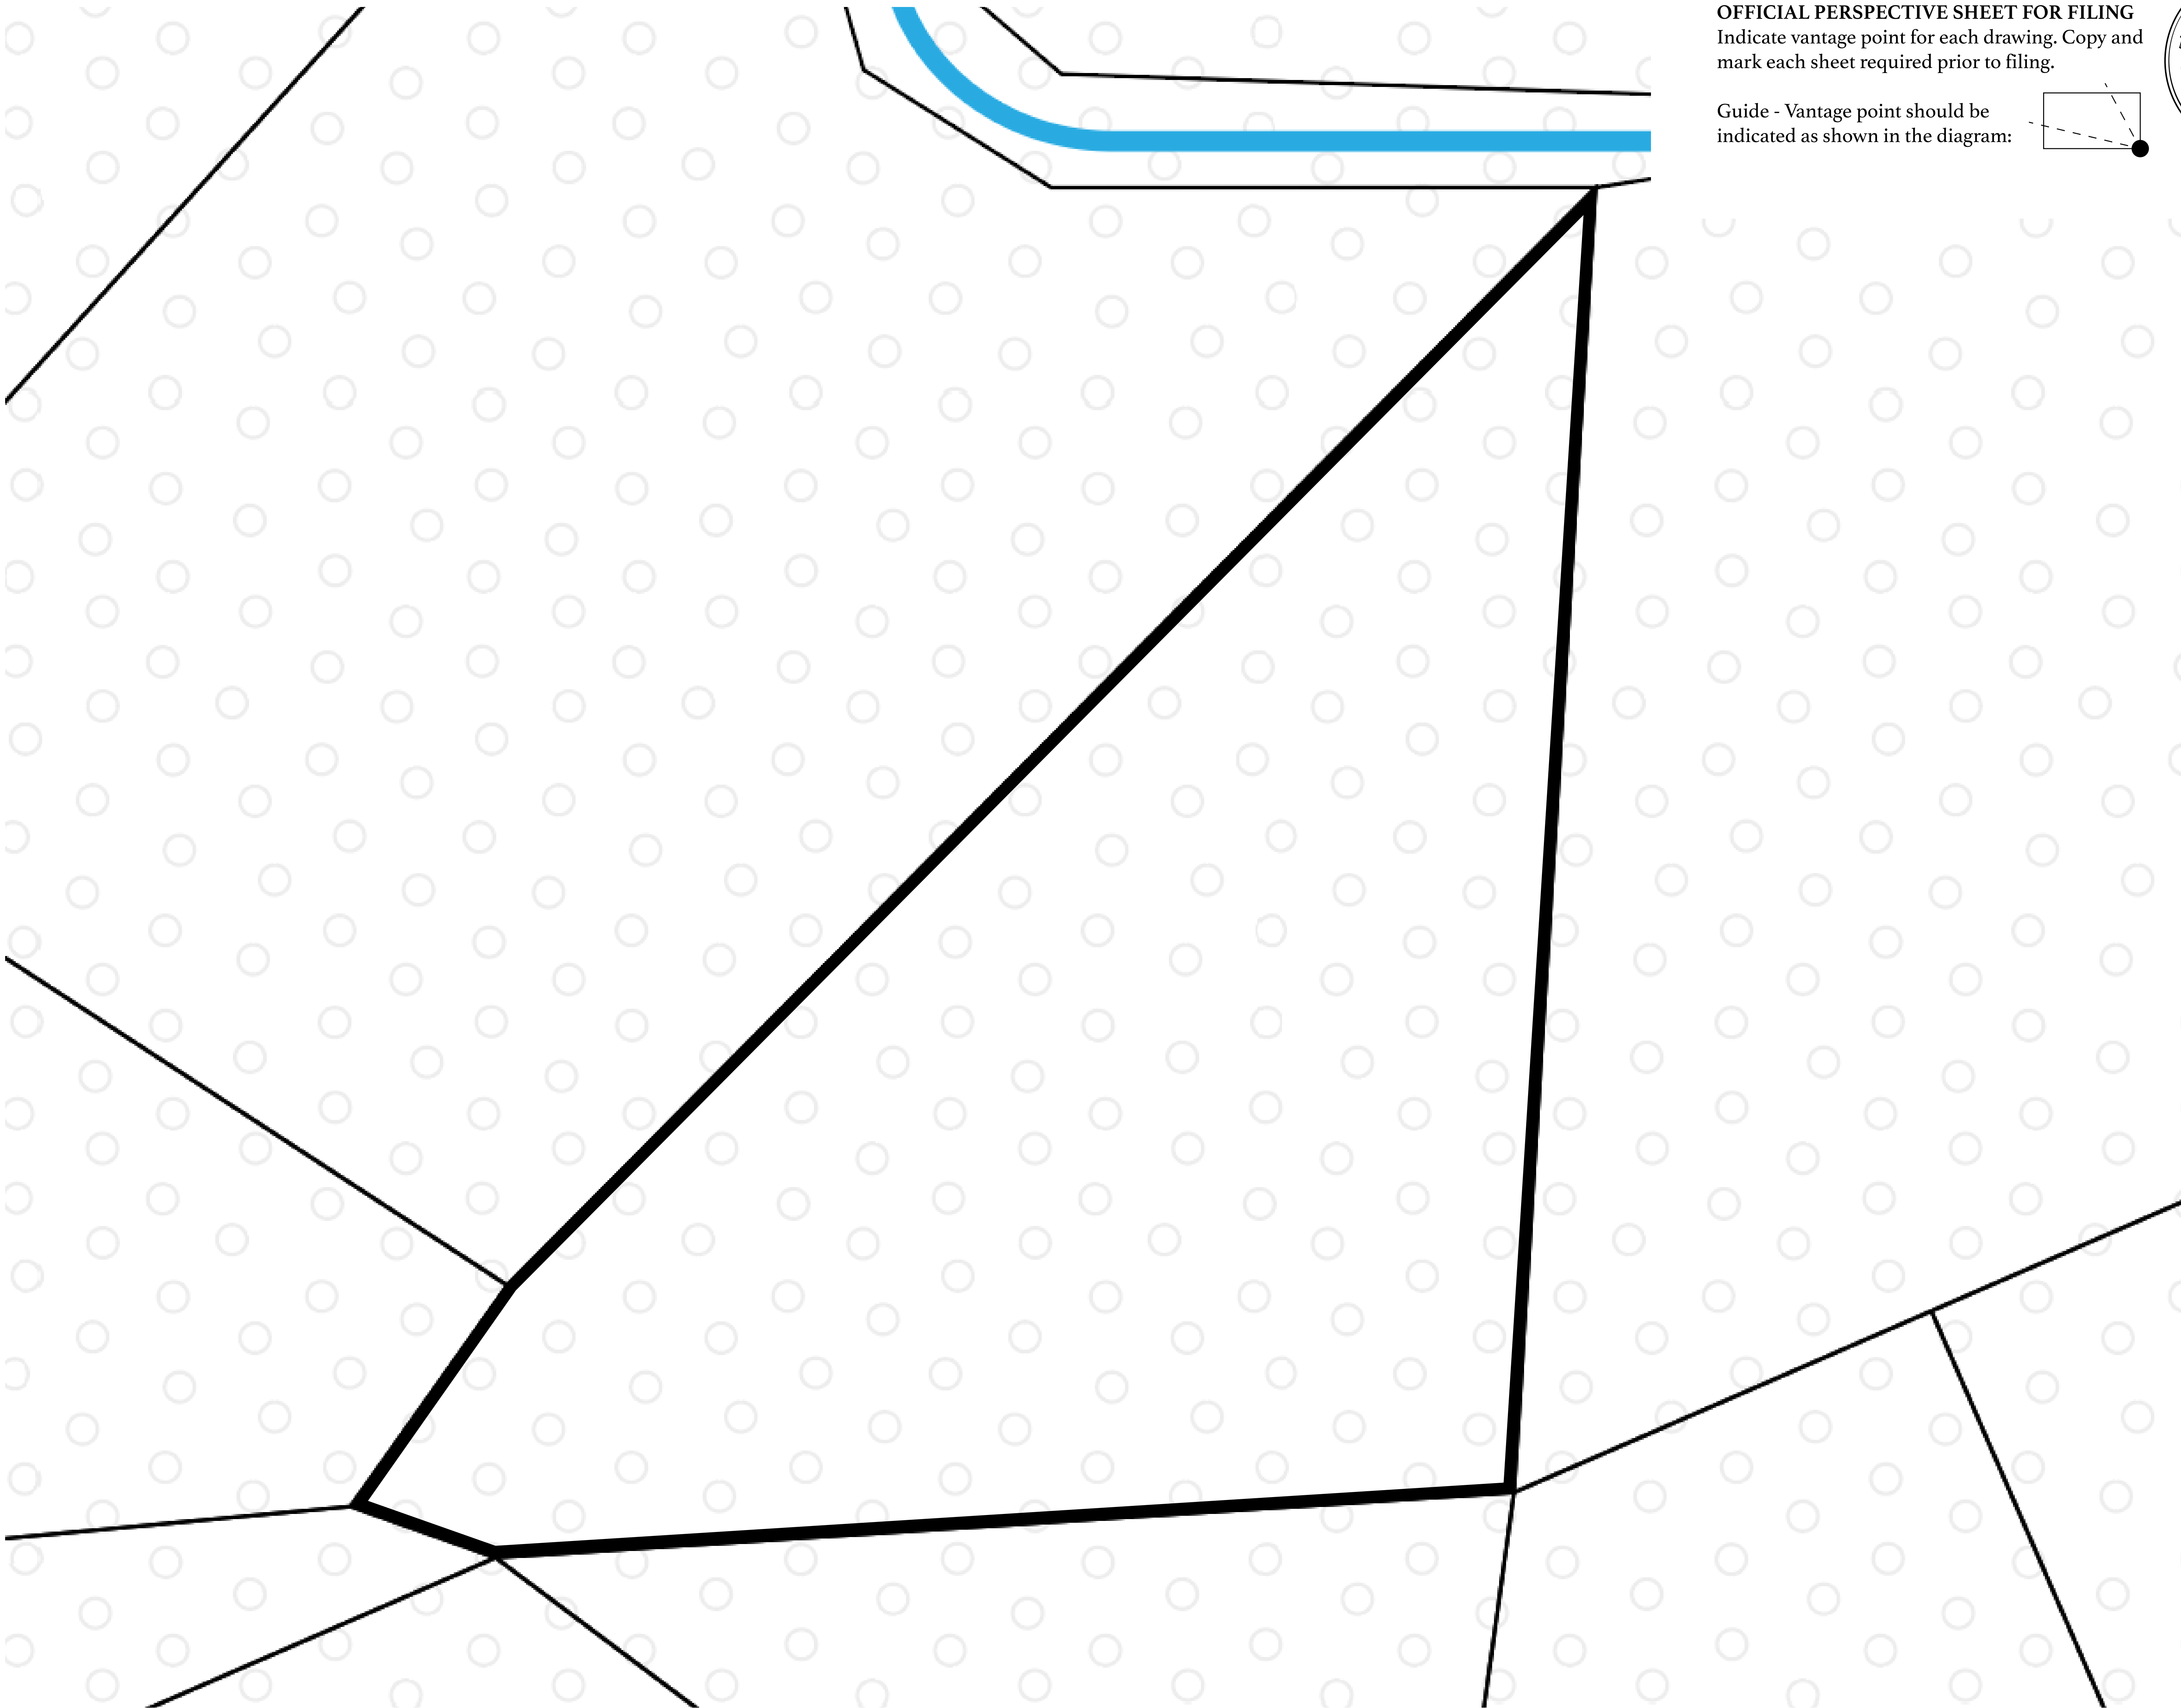 OFFICIAL PERSPECTIVE SHEET FOR FILING
Indicate vantage point for each drawing. Copy and
mark each sheet required prior to filing.
Guide - Vantage point should be
indicated as shown in the diagram: